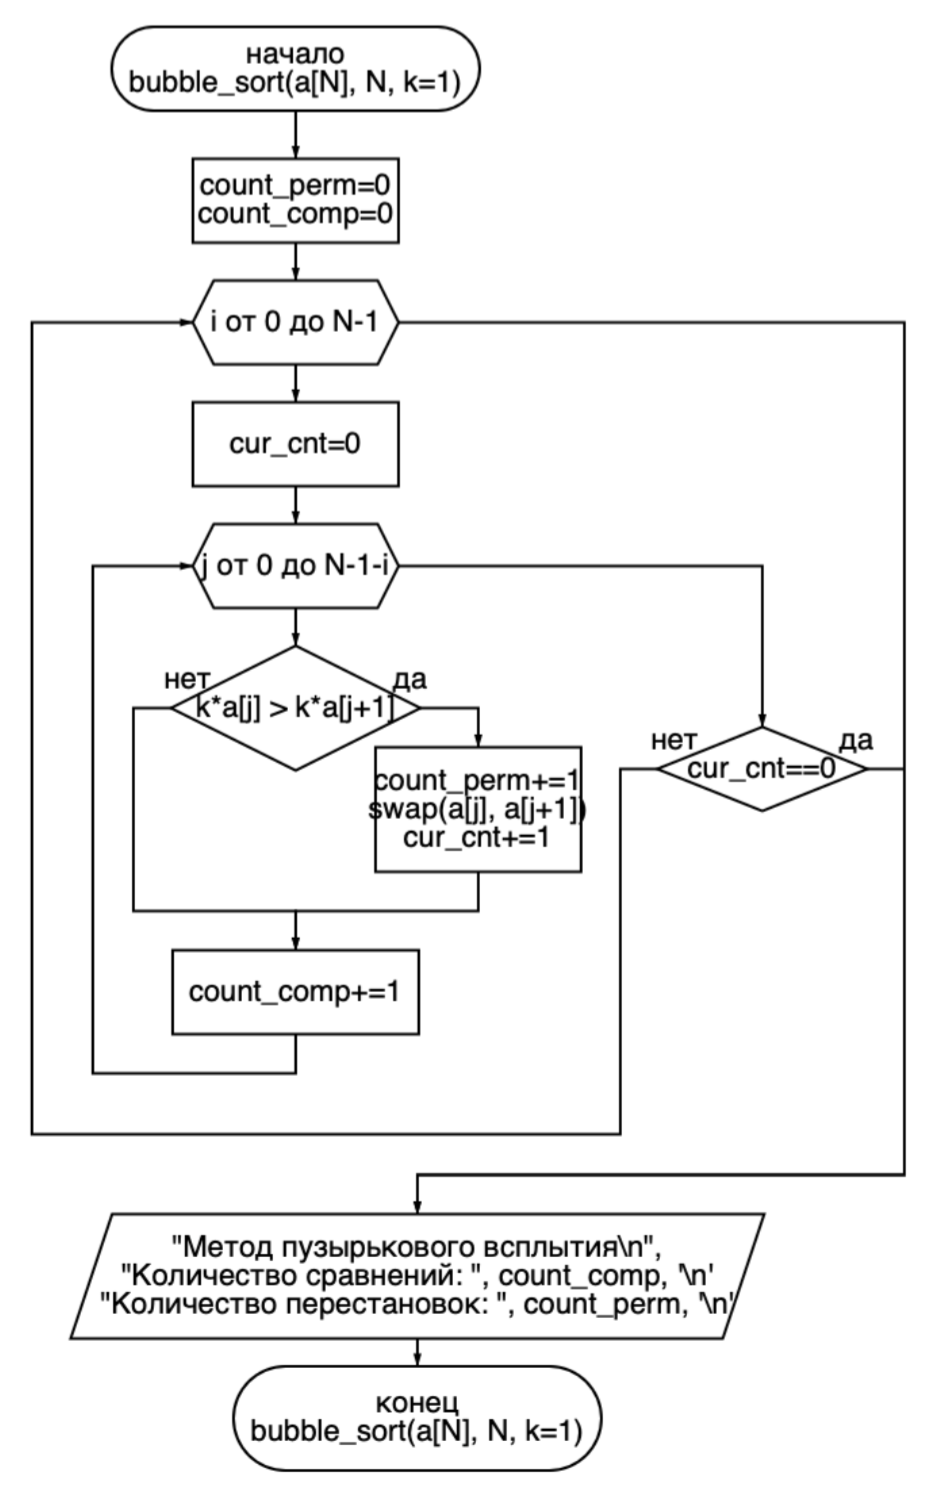 начало
bubble_sort(a[N], N, k=1)
count_perm=0
count_comp=0
i от 0 до N-1
cur_cnt=0
j от 0 до N-1-i
нет
да
k*a[j] > k*a[j+1]
count_perm+=1
swap(a[j], a[j+1])
cur_cnt+=1
нет
да
cur_cnt==0
count_comp+=1
"Метод пузырькового всплытия\n",
"Количество сравнений: ", count_comp, '\n'
"Количество перестановок: ", count_perm, '\n'
конец
bubble_sort(a[N], N, k=1)